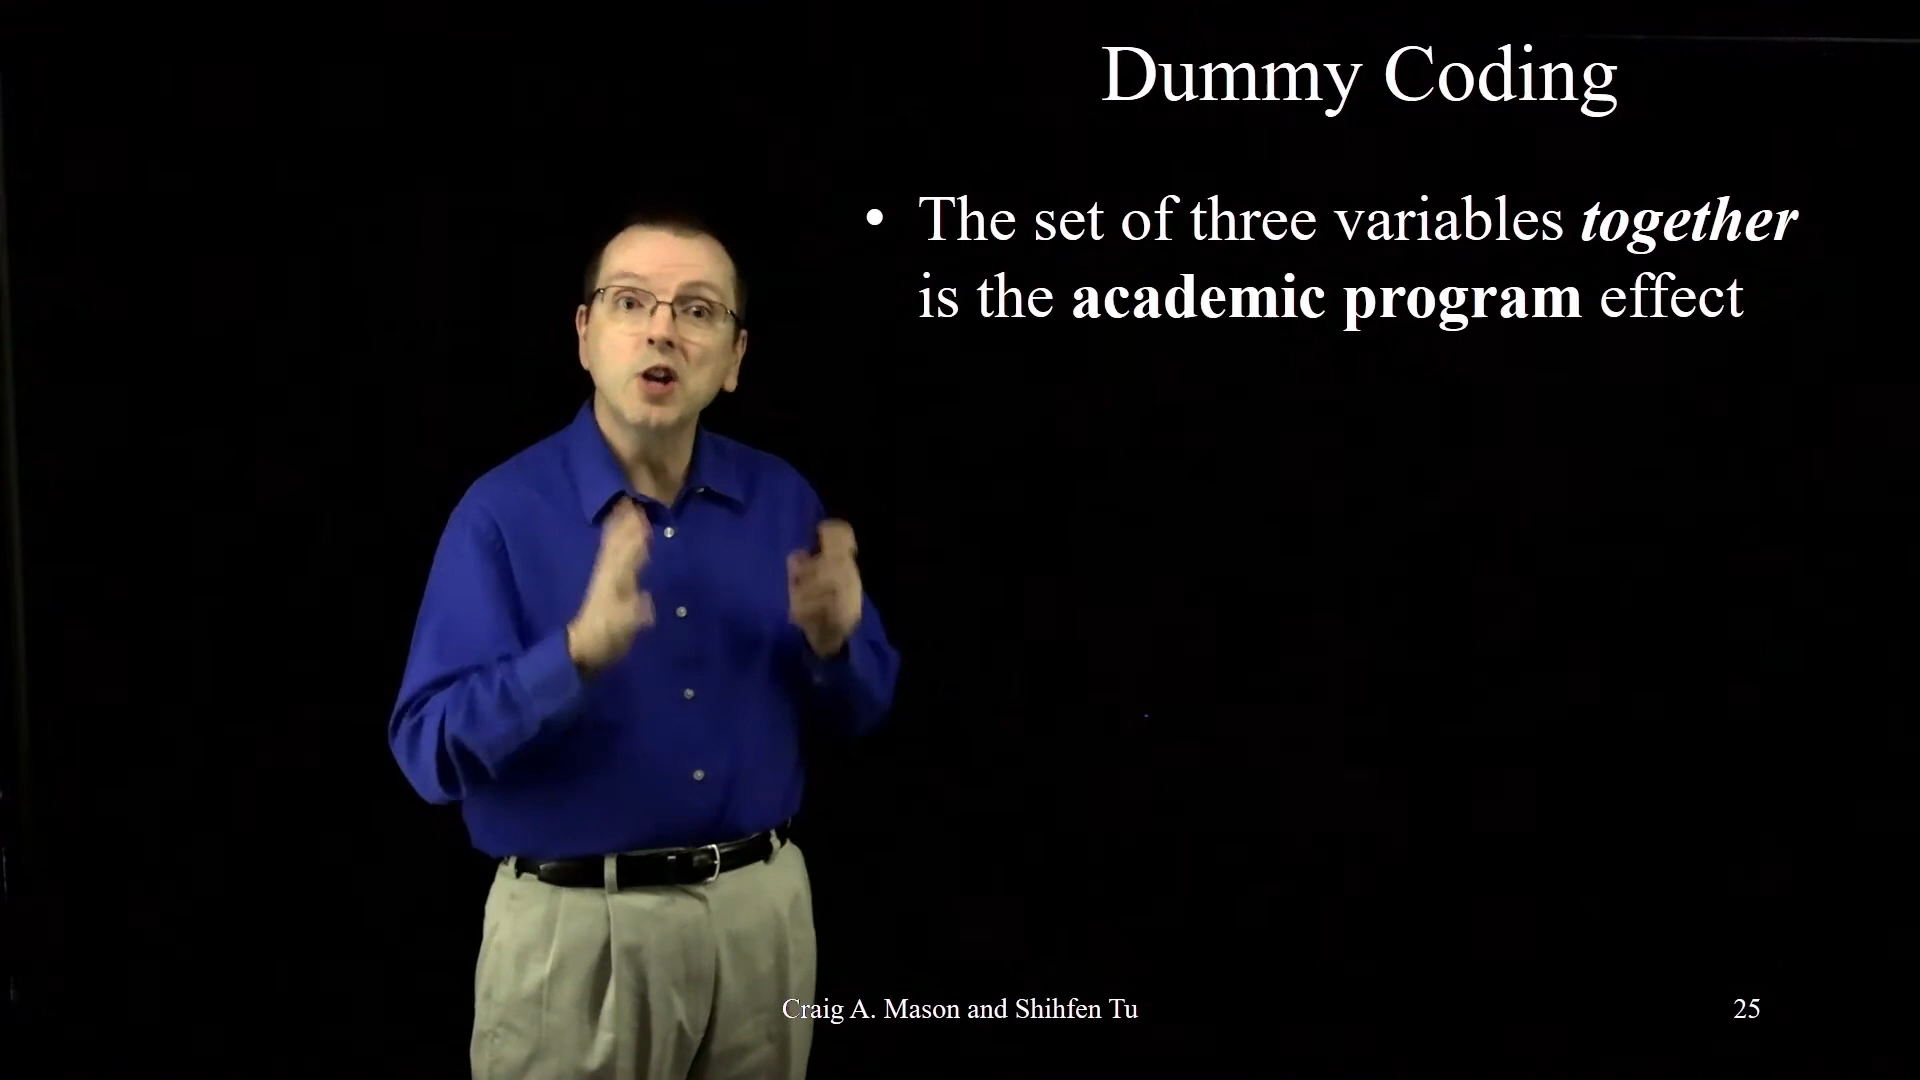 Dummy Coding
• The set of three variables together
is the academic program effect
Craig A. Mason and Shihfen Tu
25